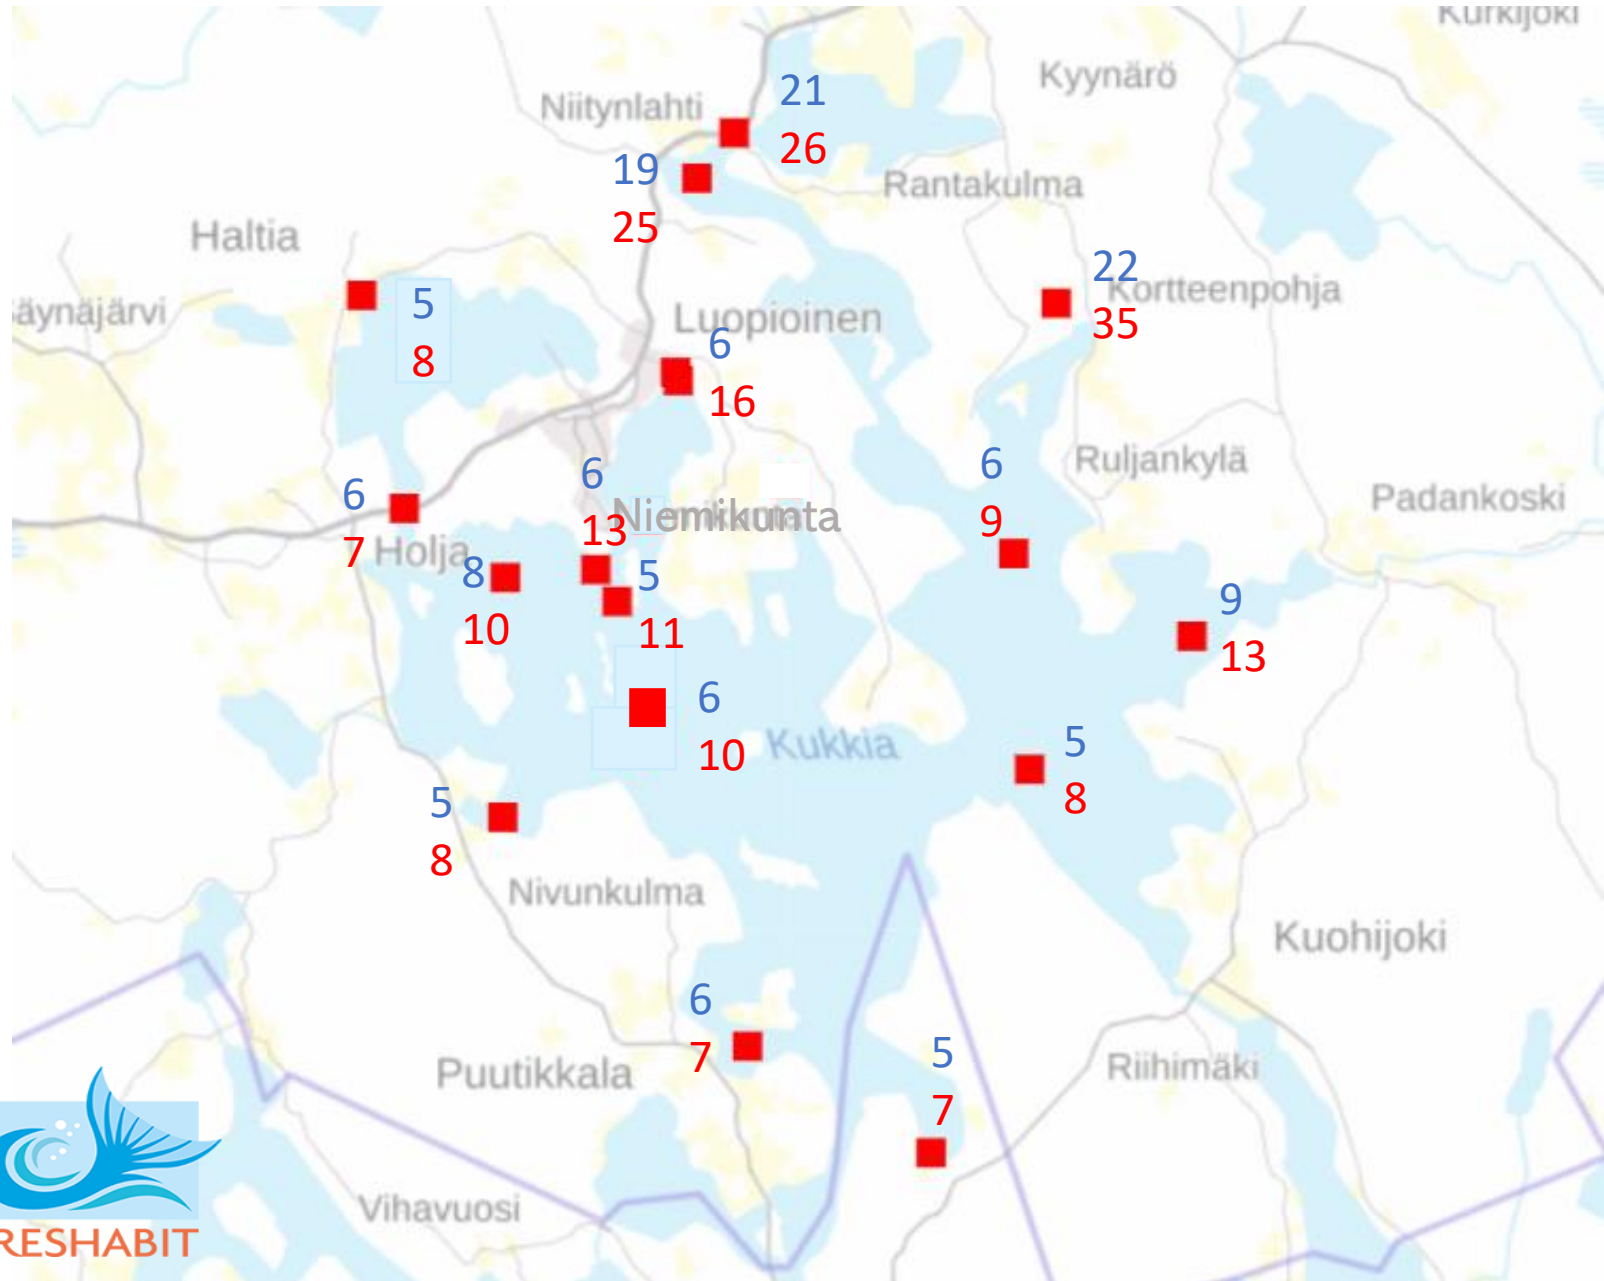 Kurkijoki
Kyynärö
21
Niitynlahti
26
19
Rantakulma
25
Haltia
22
Kortteenpohja
5
äynäjärvi
Luopioinen
35
6
8
16
6
Ruljankylä
6
6
Padankoski
9
13
Niemikunta
7
Holja
8
5
9
10
11
13
6
10
Kukkia
5
8
5
8
Nivunkulma
Kuohijoki
6
7
5
Riihimäki
Puutikkala
7
Vihavuosi
RESHABIT